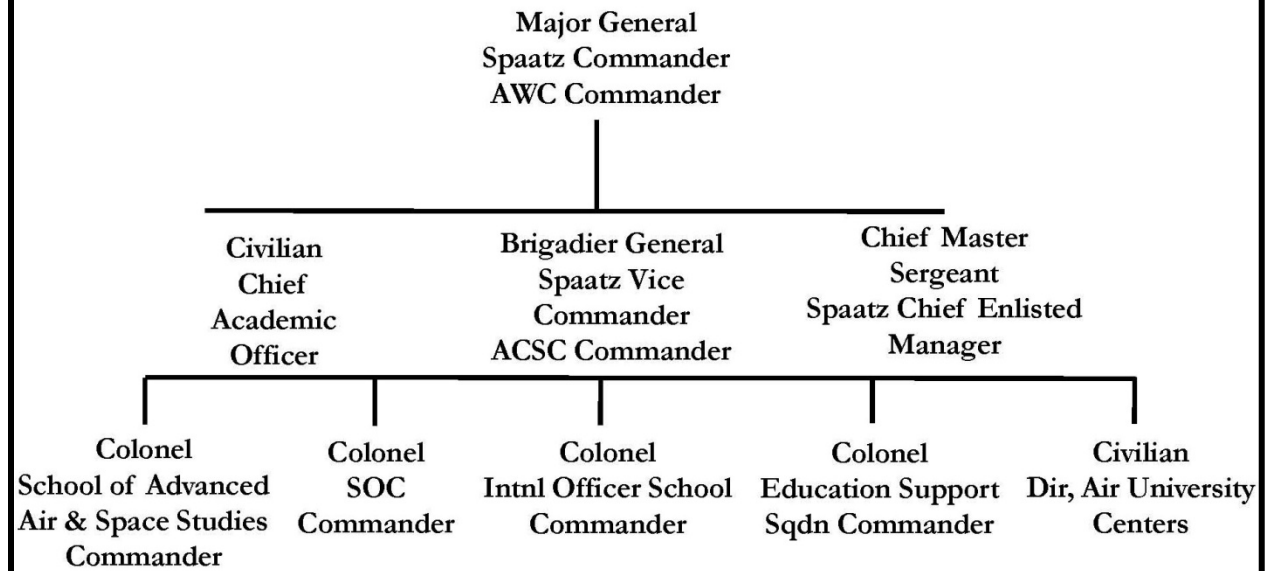 Major General
Spaatz Commander
AWC Commander
Civilian
Chief
Academic
Officer
Brigadier General
Spaatz Vice
Commander
ACSC Commander
Chief Master
Sergeant
Spaatz Chief Enlisted
Manager
Colonel
School of Advanced
Air & Space Studies
Commander
Colonel
SOC
Commander
Colonel
Intnl Officer School
Commander
Colonel
Education Support
Sqdn Commander
Civilian
Dir, Air University
Centers